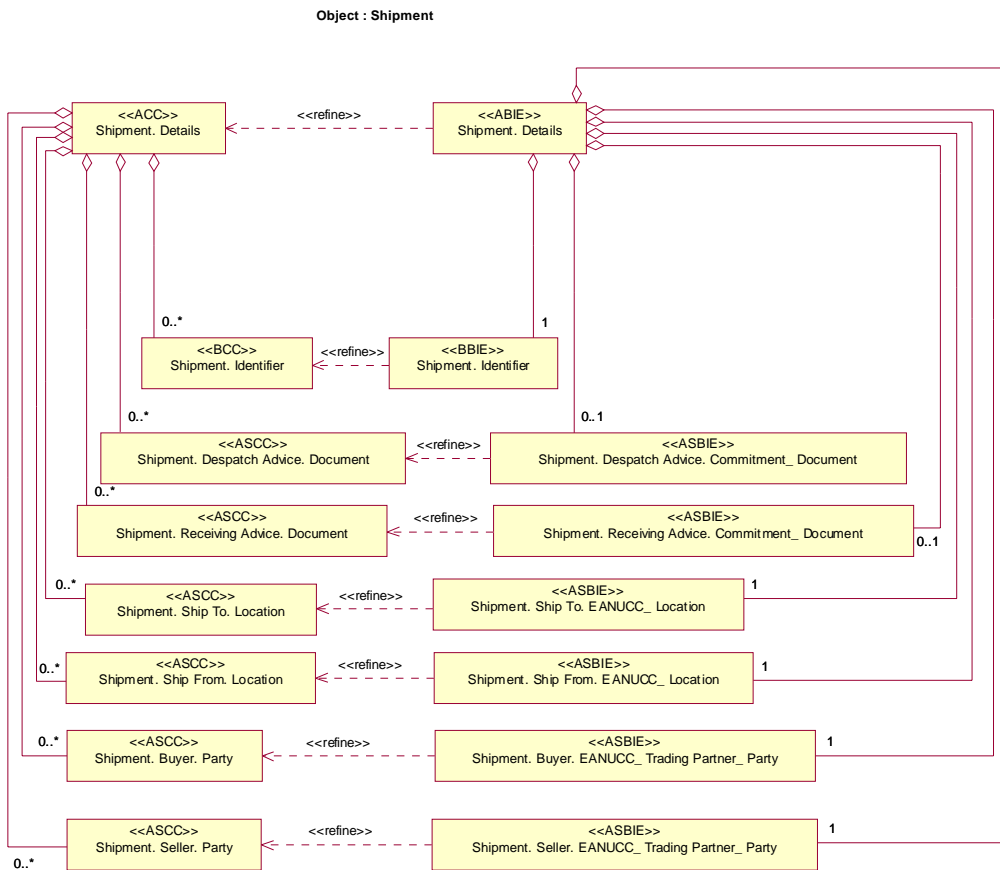 Object : Shipment
<<ACC>>
Shipment. Details
<<refine>>
<<ABIE>>
Shipment. Details
0..*
1
<<BCC>>
Shipment. Identifier
<<refine>>
<<BBIE>>
Shipment. Identifier
0..*
0..1
<<ASCC>>
Shipment. Despatch Advice. Document
<<refine>>
<<ASBIE>>
Shipment. Despatch Advice. Commitment_ Document
0..*
<<ASCC>>
Shipment. Receiving Advice. Document
<<refine>>
<<ASBIE>>
Shipment. Receiving Advice. Commitment_ Document
0..1
0..*
<<ASCC>>
Shipment. Ship To. Location
<<refine>>
<<ASBIE>>
Shipment. Ship To. EANUCC_ Location
1
0..*
<<ASCC>>
Shipment. Ship From. Location
<<refine>>
<<ASBIE>>
Shipment. Ship From. EANUCC_ Location
1
0..*
<<ASCC>>
Shipment. Buyer. Party
<<refine>>
<<ASBIE>>
Shipment. Buyer. EANUCC_ Trading Partner_ Party
1
0..*
<<ASCC>>
Shipment. Seller. Party
<<refine>>
<<ASBIE>>
Shipment. Seller. EANUCC_ Trading Partner_ Party
1